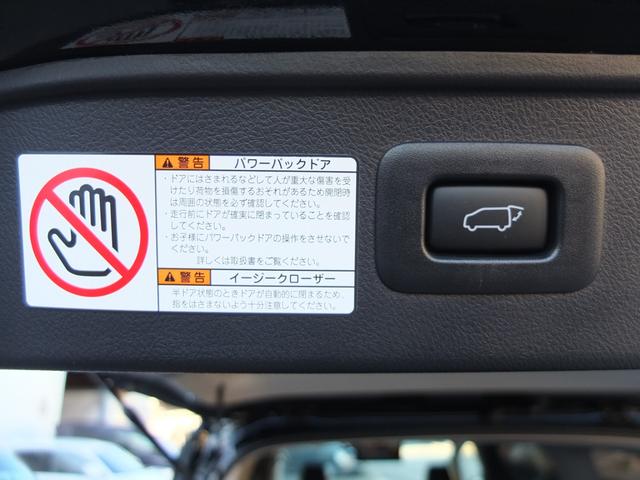 警告 パワーバックドア
・ドアにはさまれるなどして人が重大な傷害を受
けたり荷物を損傷するおそれがあるため開閉時
は周囲の状態を必ず確認してください。
・走行前にドアが確実に閉まっていることを確認
してください。
・お子様にパワーバックドアの操作をさせないで
ください。
詳しくは取扱書をご覧ください。
警告 イージークローザー
半ドア状態のときドアが自動的に閉まるため、
指をはさまないよう十分注意してください。